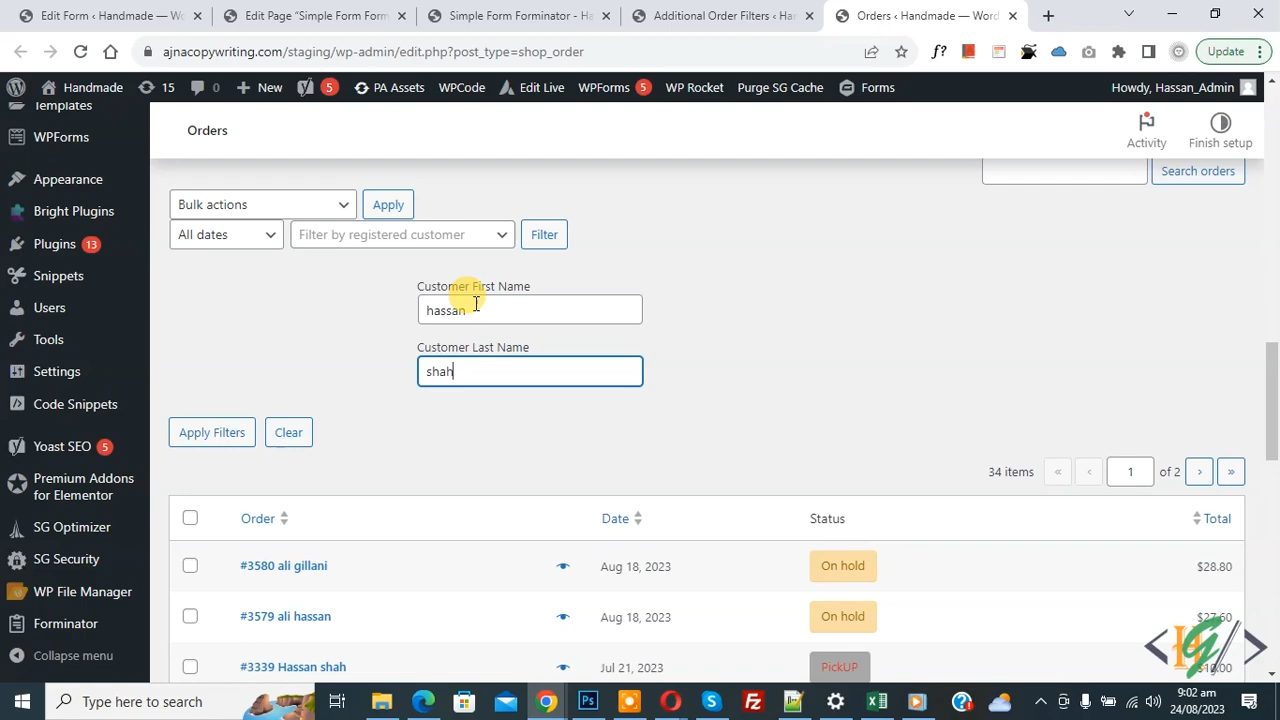 Edit Form ‹ Handmade — Wo
Edit Page "Simple Form Form
Simple Form Forminator - Ha
Additional Order Filters ‹ Han
Orders ‹ Handmade — Word
ajnacopywriting.com/staging/wp-admin/edit.php?post_type=shop_order
f?
Update
Handmade
15
0
New
5
PA Assets
WPCode
Edit Live
WPForms 5
WP Rocket
Purge SG Cache
Forms
Howdy, Hassan_Admin
Templates
WPForms
Appearance
Bright Plugins
Plugins 13
Snippets
Users
Tools
Settings
Code Snippets
Yoast SEO 5
Premium Addons
for Elementor
SG Optimizer
SG Security
WP File Manager
Forminator
Collapse menu
Orders
Activity
Finish setup
Search orders
Bulk actions
Apply
All dates
Filter by registered customer
Filter
Customer First Name
hassan
Customer Last Name
shah
Apply Filters
Clear
34 items « ‹ 1 of 2 › »
Order Date Status Total
#3580 ali gillani Aug 18, 2023 On hold $28.80
#3579 ali hassan Aug 18, 2023 On hold $27.60
#3339 Hassan shah Jul 21, 2023 PickUP $10.00
Type here to search
Ps
9:02 am
24/08/2023